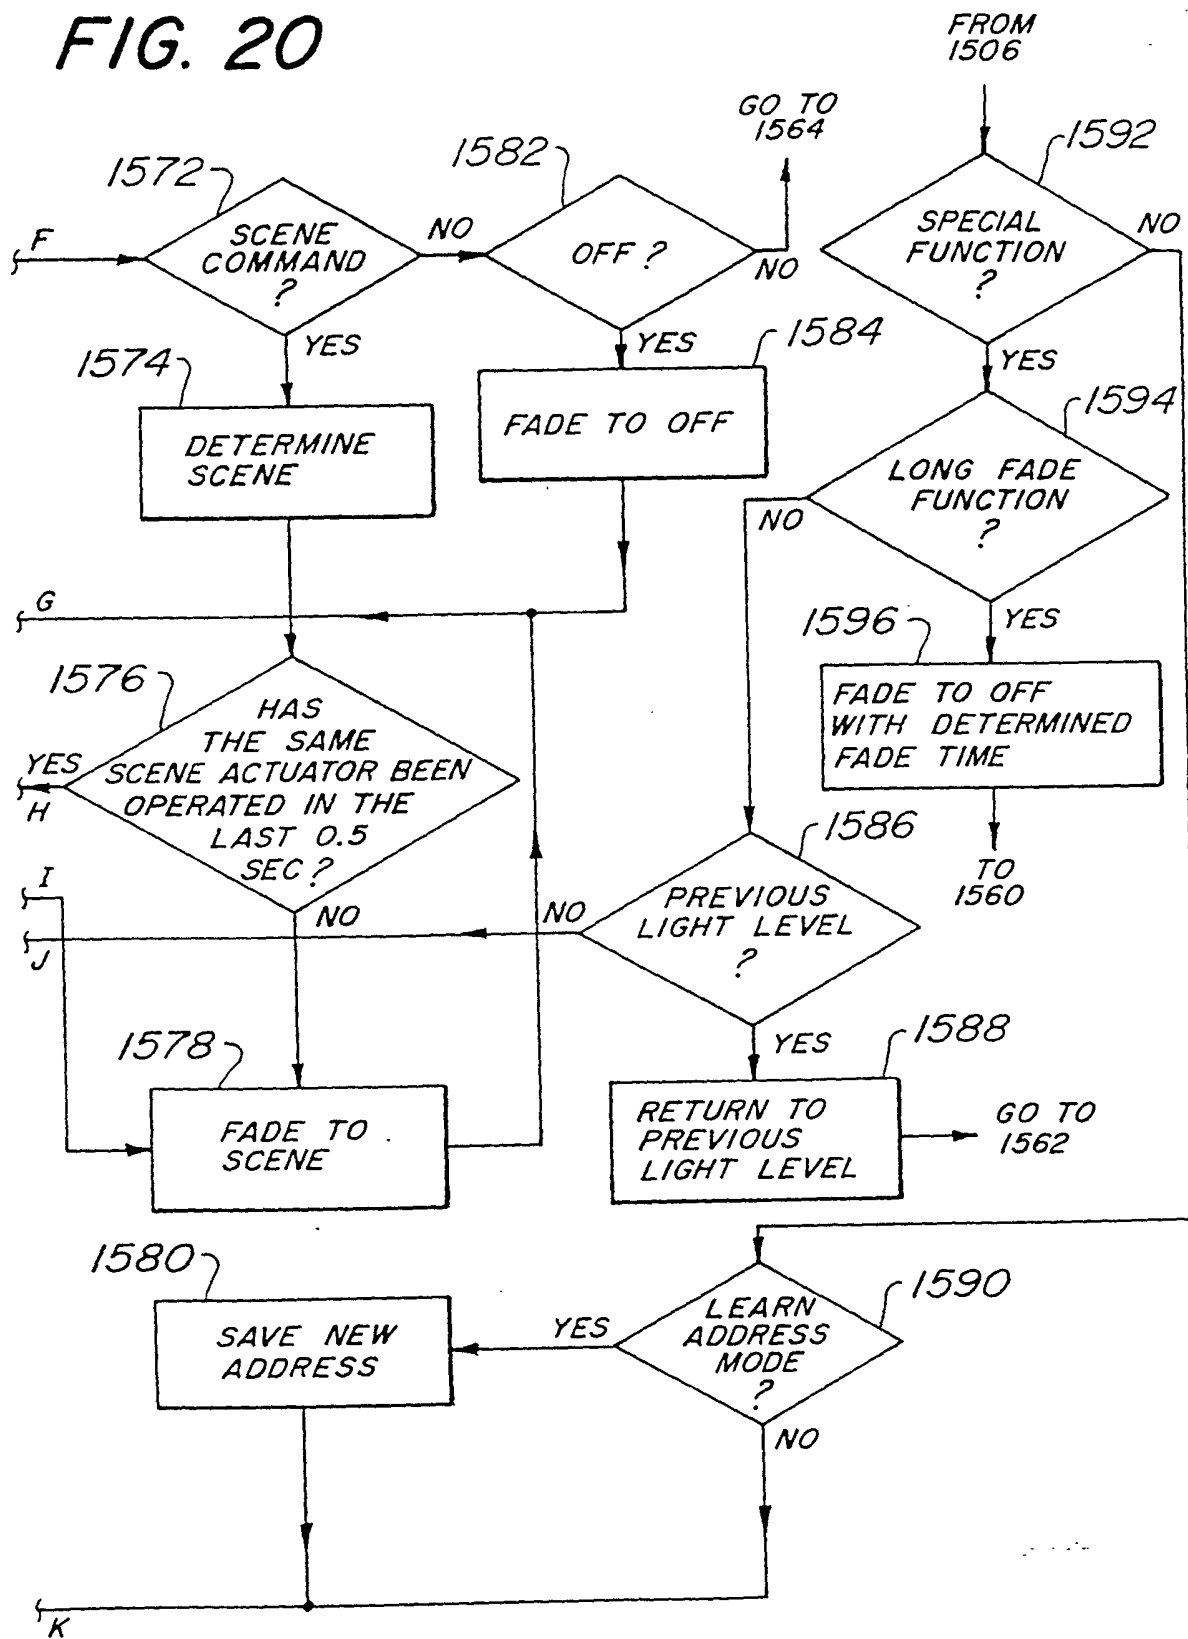 FIG. 20
FROM
1506
GO TO
1564
1572
1582
1592
F
SCENE
COMMAND
?
NO
OFF ?
NO
SPECIAL
FUNCTION
?
NO
YES
YES
YES
1574
1584
1594
DETERMINE
SCENE
FADE TO OFF
LONG FADE
FUNCTION
?
NO
YES
G
1576
1596
HAS
THE SAME
SCENE ACTUATOR BEEN
OPERATED IN THE
LAST 0.5
SEC ?
YES
H
FADE TO OFF
WITH DETERMINED
FADE TIME
TO
1560
1586
I
NO
NO
J
PREVIOUS
LIGHT LEVEL
?
YES
1578
1588
FADE TO
SCENE
RETURN TO
PREVIOUS
LIGHT LEVEL
GO TO
1562
1580
1590
SAVE NEW
ADDRESS
YES
LEARN
ADDRESS
MODE
?
NO
K